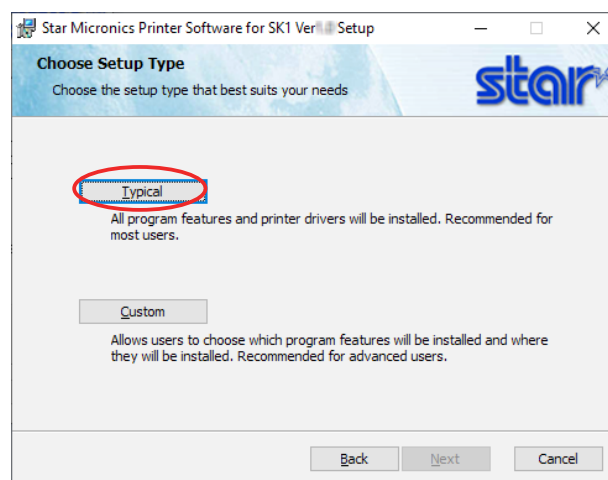 Star Micronics Printer Software for SK1 Ver Setup
Choose Setup Type
Choose the setup type that best suits your needs
star
Typical
All program features and printer drivers will be installed. Recommended for
most users.
Custom
Allows users to choose which program features will be installed and where
they will be installed. Recommended for advanced users.
Back
Next
Cancel